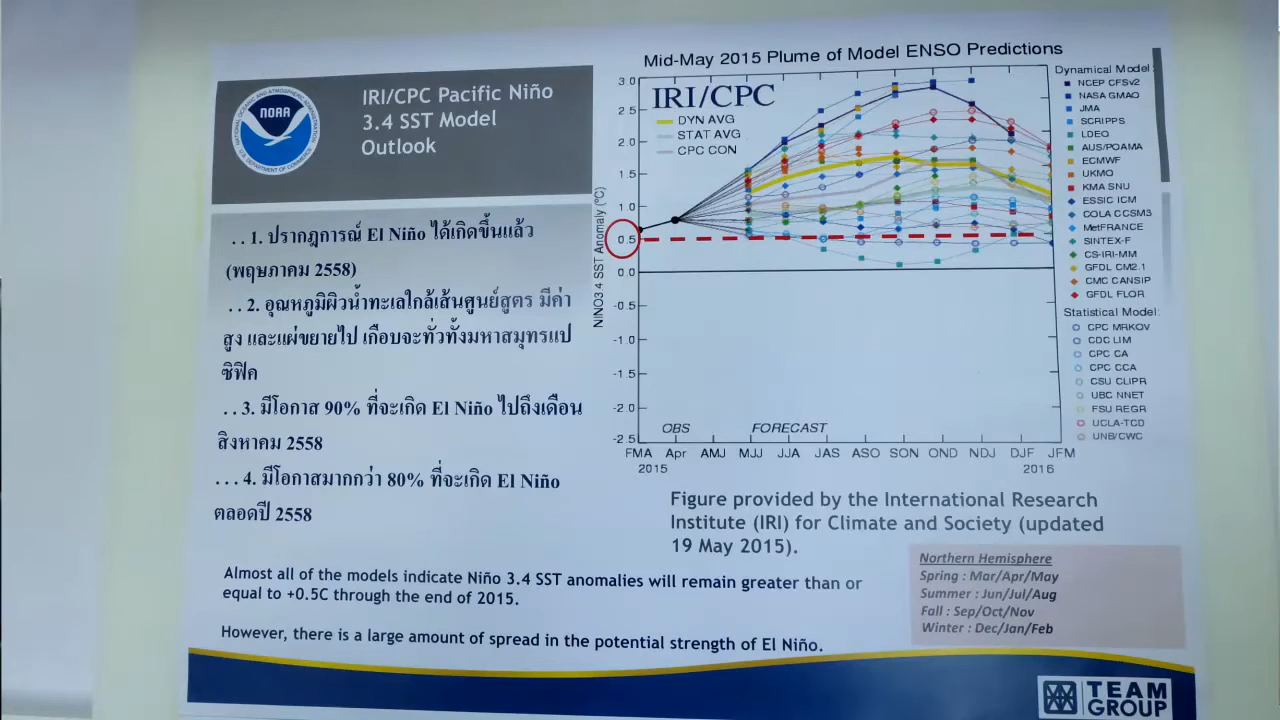 NOAA
NATIONAL OCEANIC AND ATMOSPHERIC ADMINISTRATION
U.S. DEPARTMENT OF COMMERCE
IRI/CPC Pacific Niño
3.4 SST Model
Outlook
. . 1. ปรากฏการณ์ El Niño ได้เกิดขึ้นแล้ว
(พฤษภาคม 2558)
. . 2. อุณหภูมิผิวน้ำทะเลใกล้เส้นศูนย์สูตร มีค่า
สูง และแผ่ขยายไป เกือบจะทั่วทั้งมหาสมุทรแป
ซิฟิค
. . 3. มีโอกาส 90% ที่จะเกิด El Niño ไปถึงเดือน
สิงหาคม 2558
. . . 4. มีโอกาสมากกว่า 80% ที่จะเกิด El Niño
ตลอดปี 2558
Mid-May 2015 Plume of Model ENSO Predictions
IRI/CPC
DYN AVG
STAT AVG
CPC CON
NINO3.4 SST Anomaly (°C)
3.0
2.5
2.0
1.5
1.0
0.5
0.0
-0.5
-1.0
-1.5
-2.0
-2.5
OBS FORECAST
FMA Apr AMJ MJJ JJA JAS ASO SON OND NDJ DJF JFM
2015 2016
Dynamical Model:
NCEP CFSv2
NASA GMAO
JMA
SCRIPPS
LDEO
AUS/POAMA
ECMWF
UKMO
KMA SNU
ESSIC ICM
COLA CCSM3
MetFRANCE
SINTEX-F
CS-IRI-MM
GFDL CM2.1
CMC CANSIP
GFDL FLOR
Statistical Model:
CPC MRKOV
CDC LIM
CPC CA
CPC CCA
CSU CLIPR
UBC NNET
FSU REGR
UCLA-TCD
UNB/CWC
Figure provided by the International Research
Institute (IRI) for Climate and Society (updated
19 May 2015).
Northern Hemisphere
Spring : Mar/Apr/May
Summer : Jun/Jul/Aug
Fall : Sep/Oct/Nov
Winter : Dec/Jan/Feb
Almost all of the models indicate Niño 3.4 SST anomalies will remain greater than or
equal to +0.5C through the end of 2015.
However, there is a large amount of spread in the potential strength of El Niño.
TEAM
GROUP